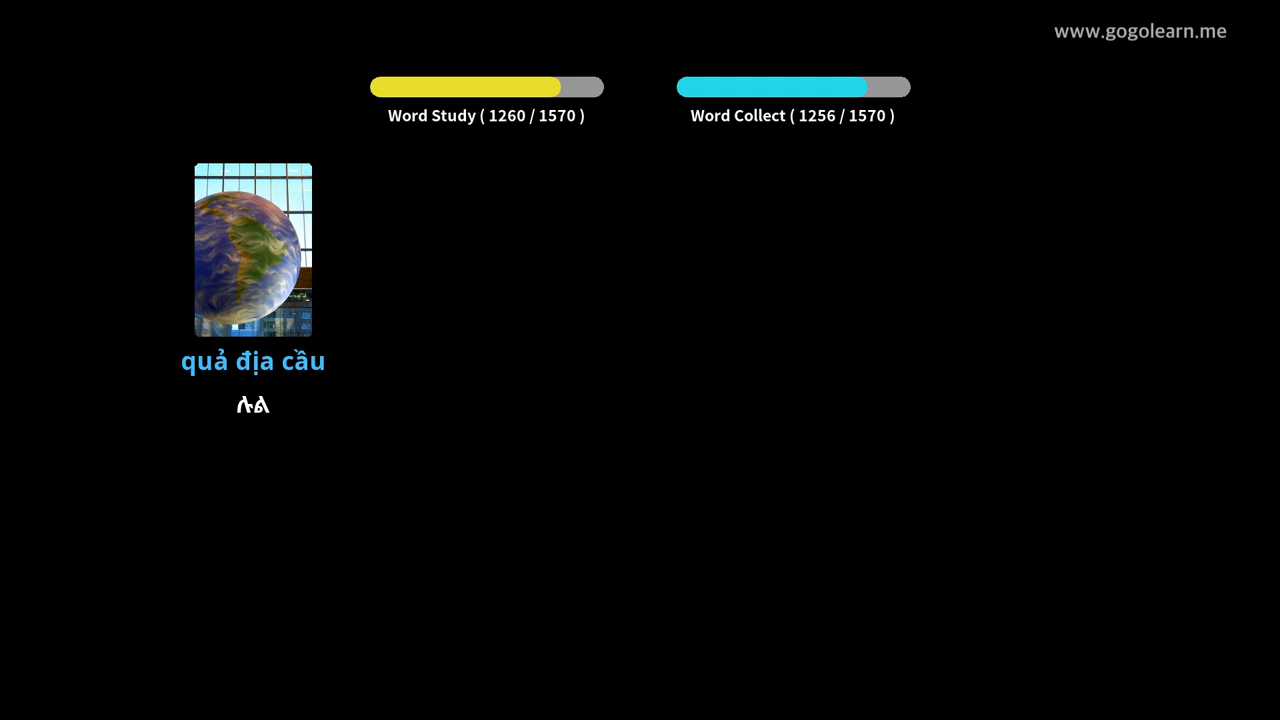 www.gogolearn.me
Word Study ( 1260 / 1570 )
Word Collect ( 1256 / 1570 )
quả địa cầu
ሉል